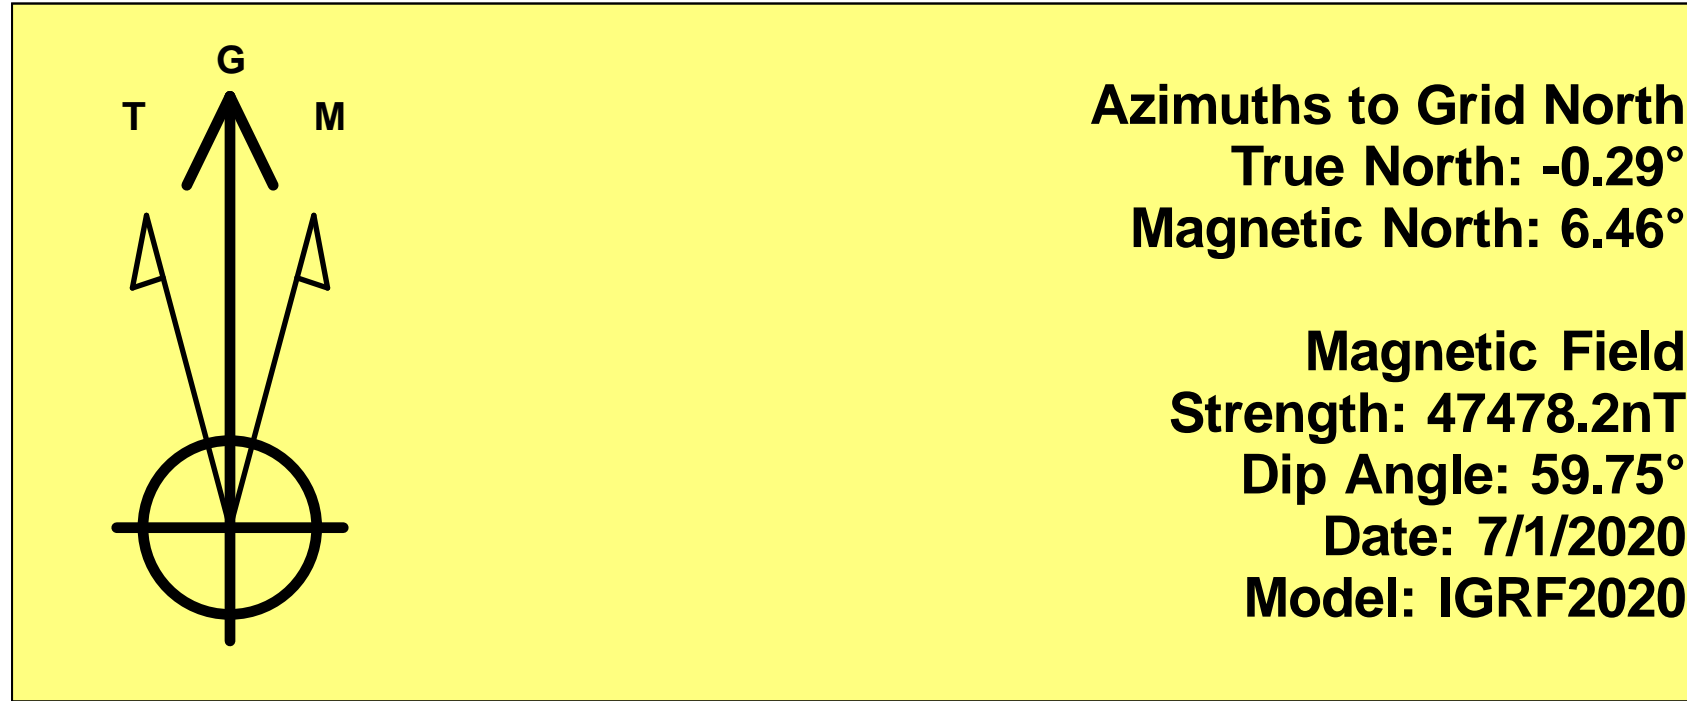 G
T M
Azimuths to Grid North
True North: -0.29°
Magnetic North: 6.46°
Magnetic Field
Strength: 47478.2nT
Dip Angle: 59.75°
Date: 7/1/2020
Model: IGRF2020